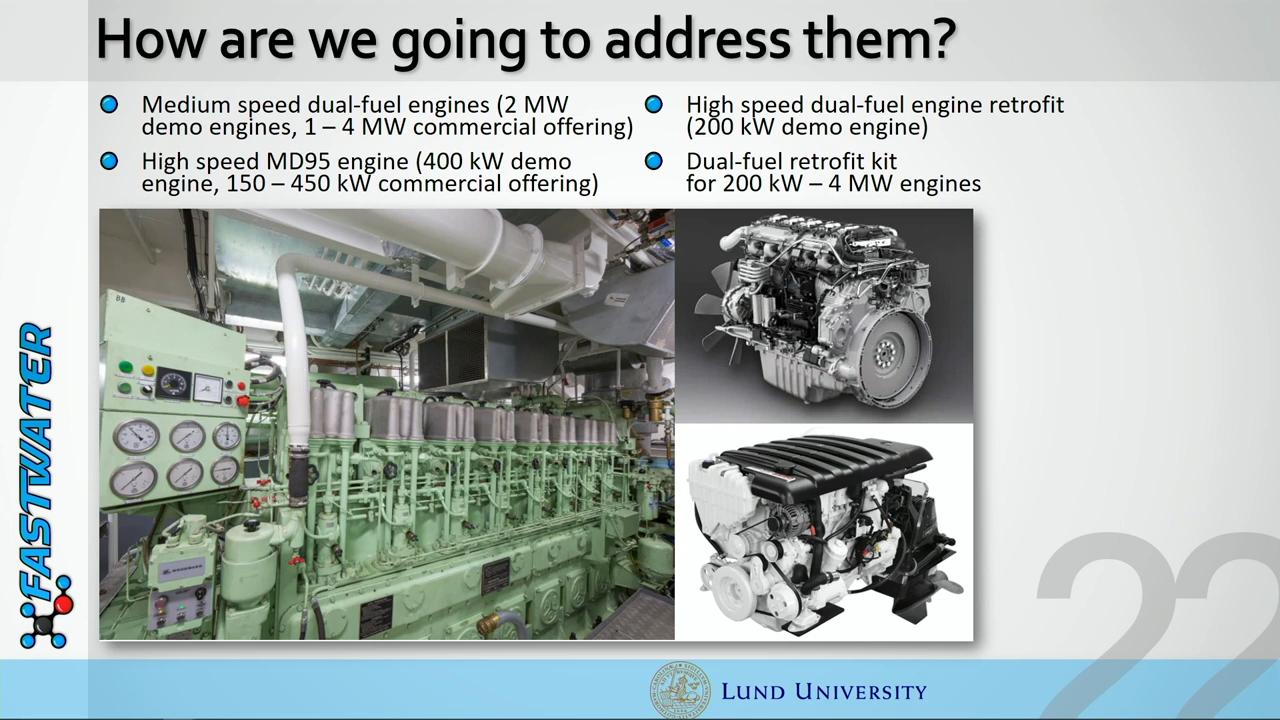 How are we going to address them?
Medium speed dual-fuel engines (2 MW
demo engines, 1 – 4 MW commercial offering)
High speed MD95 engine (400 kW demo
engine, 150 – 450 kW commercial offering)
High speed dual-fuel engine retrofit
(200 kW demo engine)
Dual-fuel retrofit kit
for 200 kW – 4 MW engines
BB
WOODWARD
FASTWATER
22
LUND UNIVERSITY